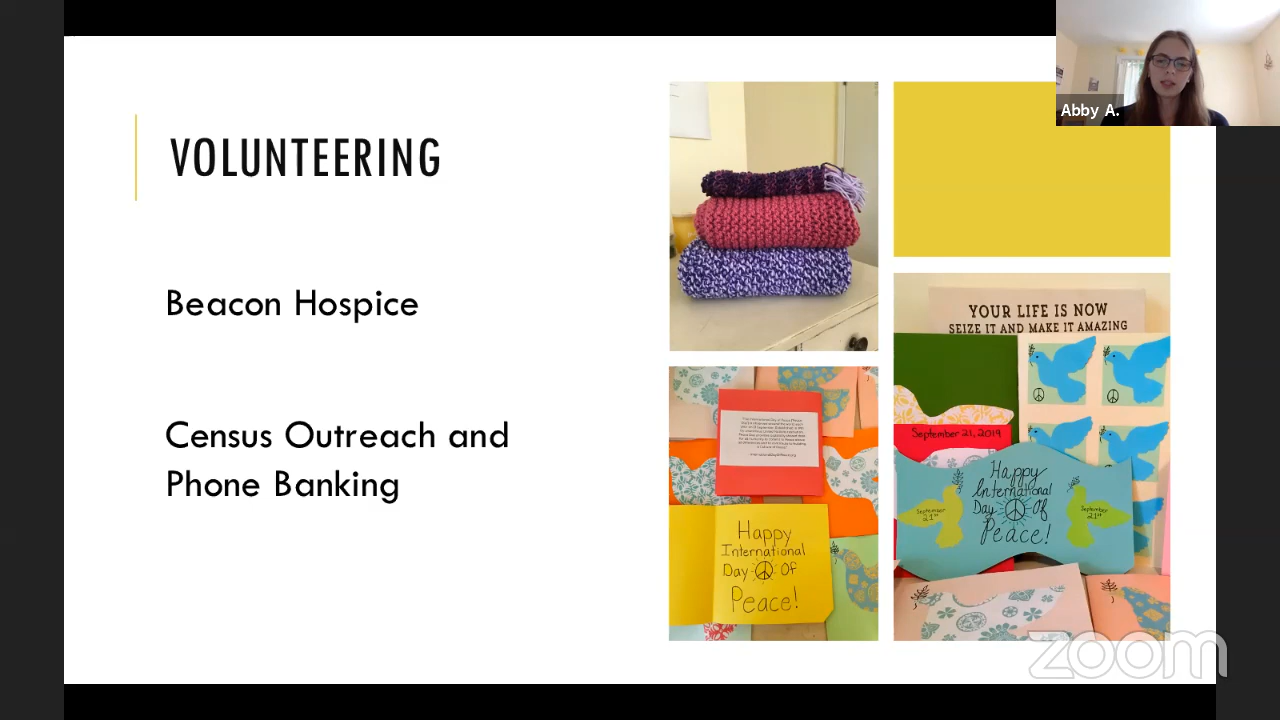 VOLUNTEERING
Beacon Hospice
Census Outreach and
Phone Banking
Abby A.
YOUR LIFE IS NOW
SEIZE IT AND MAKE IT AMAZING
September 21, 2019
Happy
International
Day Of
Peace!
September
21st
September
21st
Happy
International
Day Of
Peace!
zoom